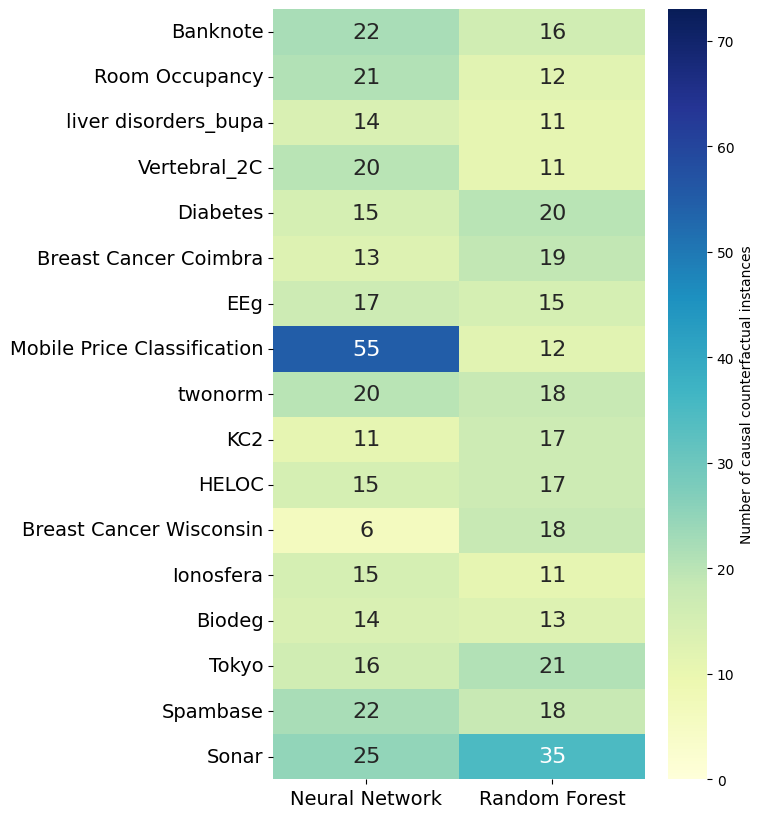 Banknote 22 16
Room Occupancy 21 12
liver disorders_bupa 14 11
Vertebral_2C 20 11
Diabetes 15 20
Breast Cancer Coimbra 13 19
EEg 17 15
Mobile Price Classification 55 12
twonorm 20 18
KC2 11 17
HELOC 15 17
Breast Cancer Wisconsin 6 18
Ionosfera 15 11
Biodeg 14 13
Tokyo 16 21
Spambase 22 18
Sonar 25 35
Neural Network Random Forest
70
60
50
40
30
20
10
0
Number of causal counterfactual instances